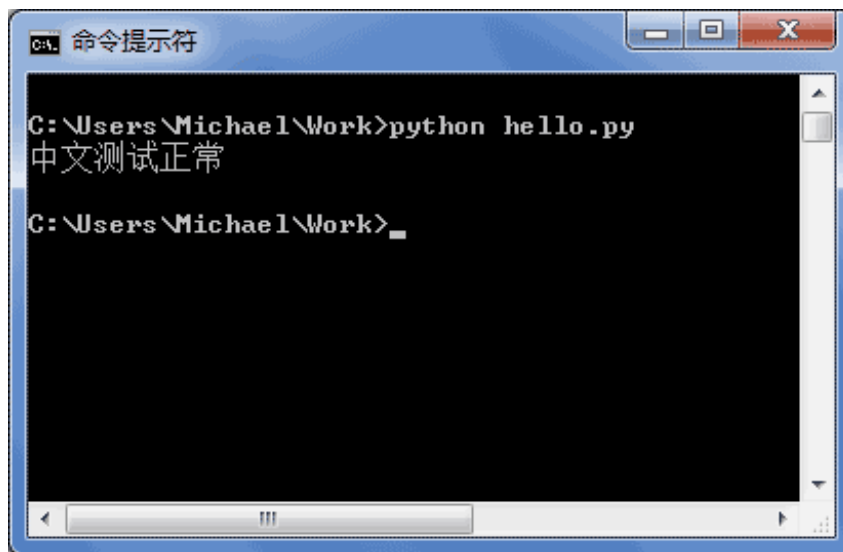 命令提示符
C:\Users\Michael\Work>python hello.py
中文测试正常
C:\Users\Michael\Work>_